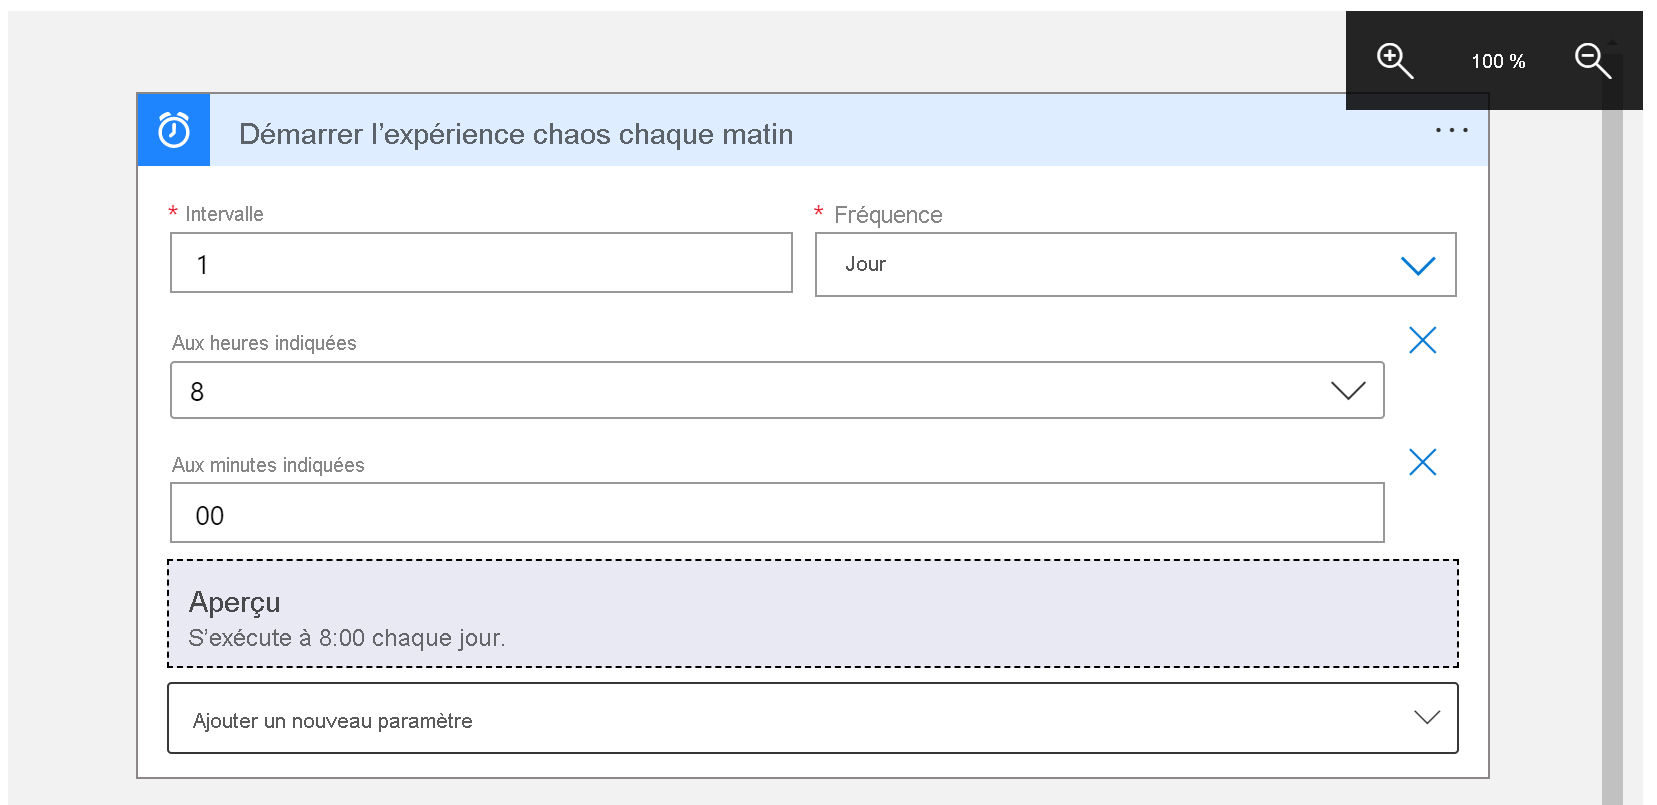 100 %
Démarrer l’expérience chaos chaque matin
* Intervalle
* Fréquence
1
Jour
Aux heures indiquées
8
Aux minutes indiquées
00
Aperçu
S’exécute à 8:00 chaque jour.
Ajouter un nouveau paramètre